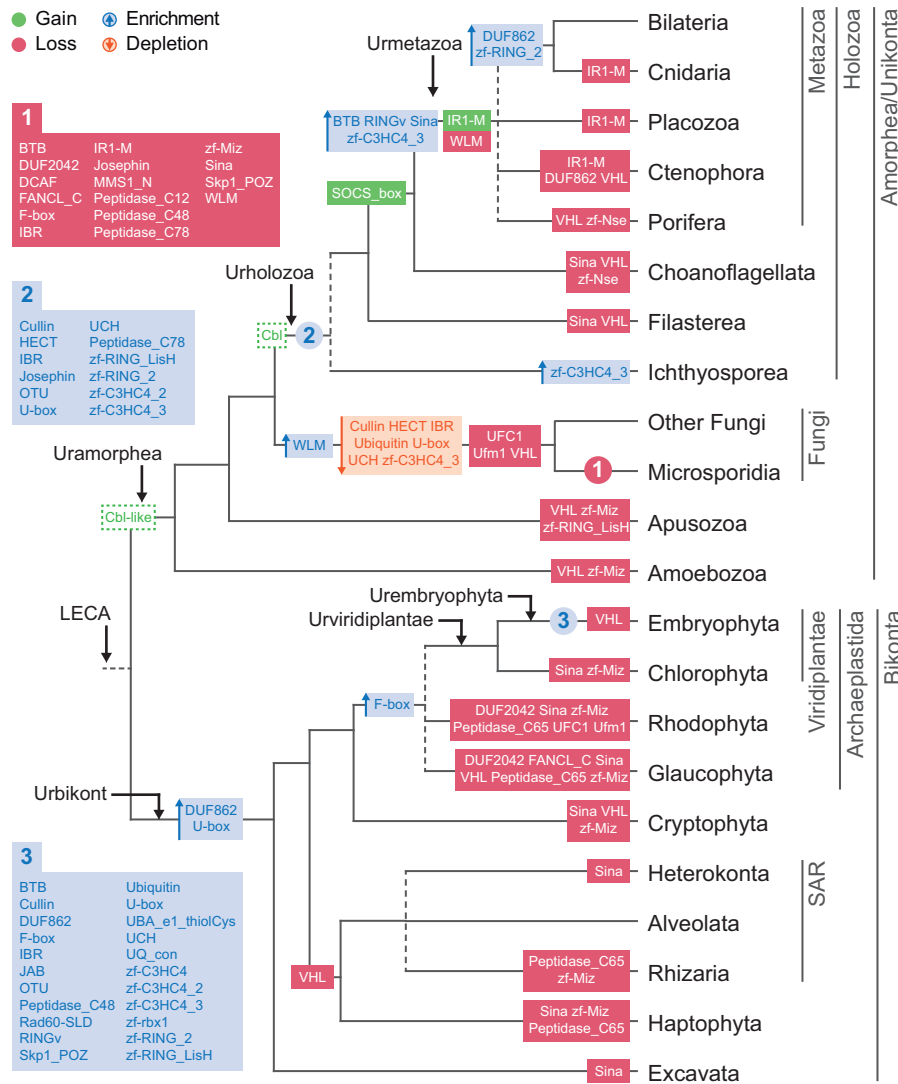 Gain
Enrichment
Loss
Depletion
Urmetazoa
DUF862
zf-RING_2
Bilateria
IR1-M
Cnidaria
BTB RINGv Sina
zf-C3HC4_3
IR1-M
WLM
IR1-M
Placozoa
IR1-M
DUF862 VHL
Ctenophora
SOCS_box
VHL zf-Nse
Porifera
Metazoa
Holozoa
Amorphea/Unikonta
1
BTB IR1-M zf-Miz
DUF2042 Josephin Sina
DCAF MMS1_N Skp1_POZ
FANCL_C Peptidase_C12 WLM
F-box Peptidase_C48
IBR Peptidase_C78
Urholozoa
Sina VHL
zf-Nse
Choanoflagellata
Cbl
2
Sina VHL
Filasterea
zf-C3HC4_3
Ichthyosporea
2
Cullin UCH
HECT Peptidase_C78
IBR zf-RING_LisH
Josephin zf-RING_2
OTU zf-C3HC4_2
U-box zf-C3HC4_3
WLM
Cullin HECT IBR
Ubiquitin U-box
UCH zf-C3HC4_3
UFC1
Ufm1 VHL
Other Fungi
1
Microsporidia
Fungi
Uramorphea
Cbl-like
VHL zf-Miz
zf-RING_LisH
Apusozoa
VHL zf-Miz
Amoebozoa
LECA
Urembryophyta
Urviridiplantae
3
VHL
Embryophyta
Sina zf-Miz
Chlorophyta
Viridiplantae
Archaeplastida
Bikonta
F-box
DUF2042 Sina zf-Miz
Peptidase_C65 UFC1 Ufm1
Rhodophyta
DUF2042 FANCL_C Sina
VHL Peptidase_C65 zf-Miz
Glaucophyta
Urbikont
DUF862
U-box
Sina VHL
zf-Miz
Cryptophyta
3
BTB Ubiquitin
Cullin U-box
DUF862 UBA_e1_thiolCys
F-box UCH
IBR UQ_con
JAB zf-C3HC4
OTU zf-C3HC4_2
Peptidase_C48 zf-C3HC4_3
Rad60-SLD zf-rbx1
RINGv zf-RING_2
Skp1_POZ zf-RING_LisH
Sina
Heterokonta
SAR
Alveolata
VHL
Peptidase_C65
zf-Miz
Rhizaria
Sina zf-Miz
Peptidase_C65
Haptophyta
Sina
Excavata